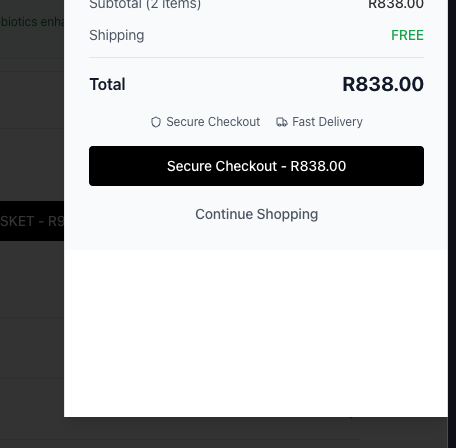 Subtotal (2 items) R838.00
biotics enha
Shipping FREE
Total R838.00
Secure Checkout Fast Delivery
Secure Checkout - R838.00
Continue Shopping
SKET - R9